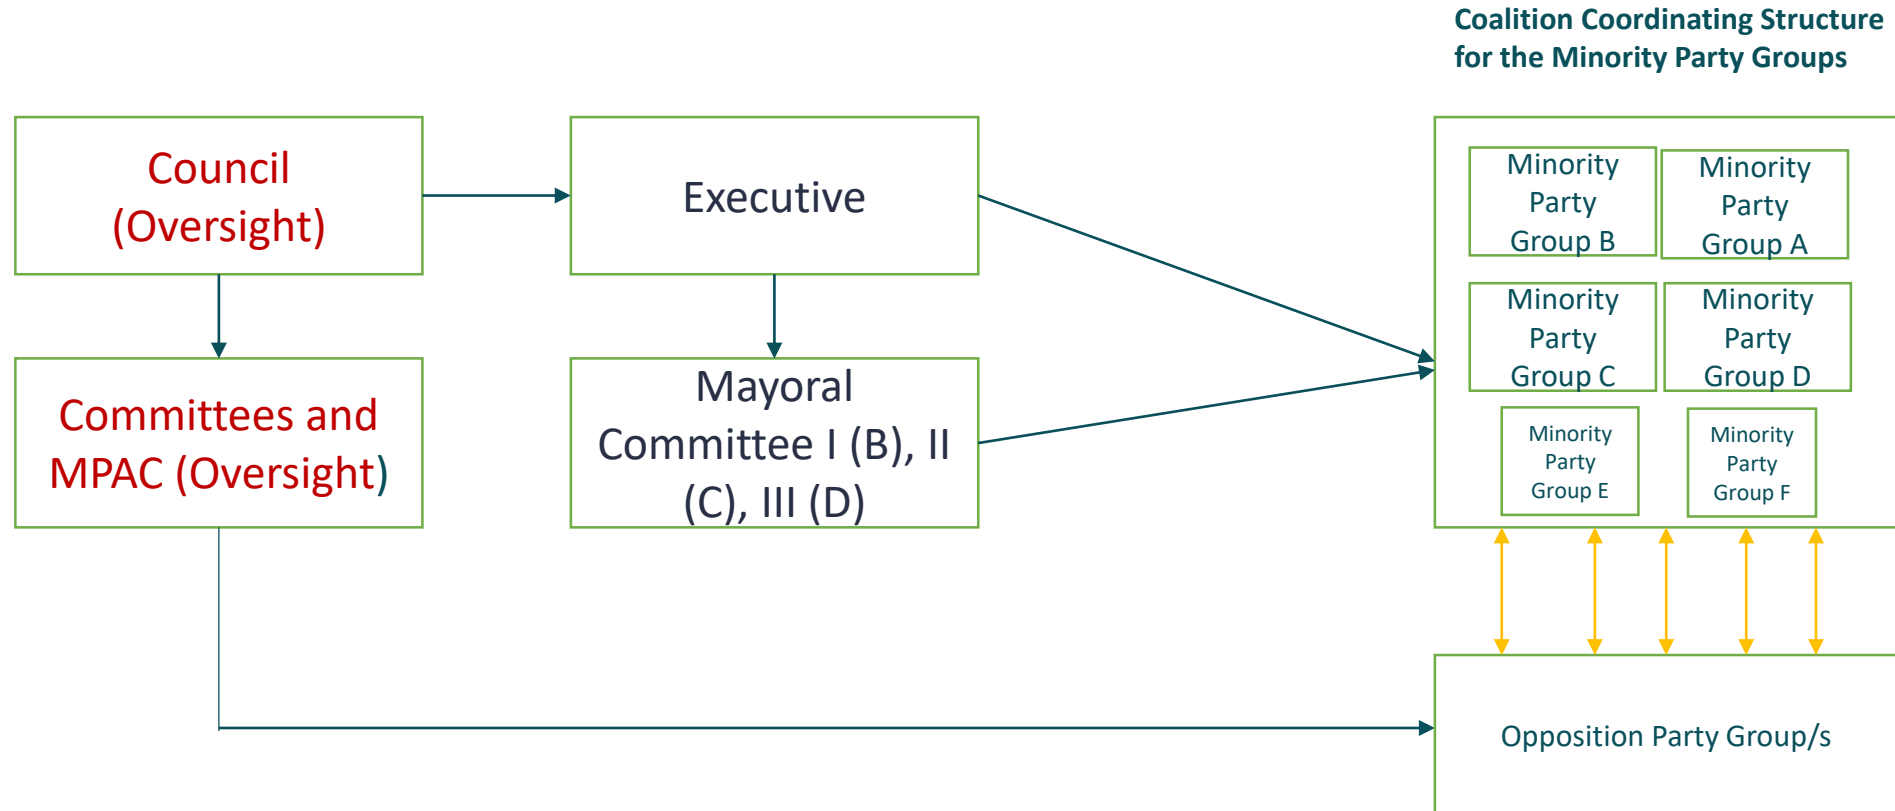 Coalition Coordinating Structure
for the Minority Party Groups
Council
(Oversight)
Executive
Minority
Party
Group B
Minority
Party
Group A
Minority
Party
Group C
Minority
Party
Group D
Minority
Party
Group E
Minority
Party
Group F
Committees and
MPAC (Oversight)
Mayoral
Committee I (B), II
(C), III (D)
Opposition Party Group/s